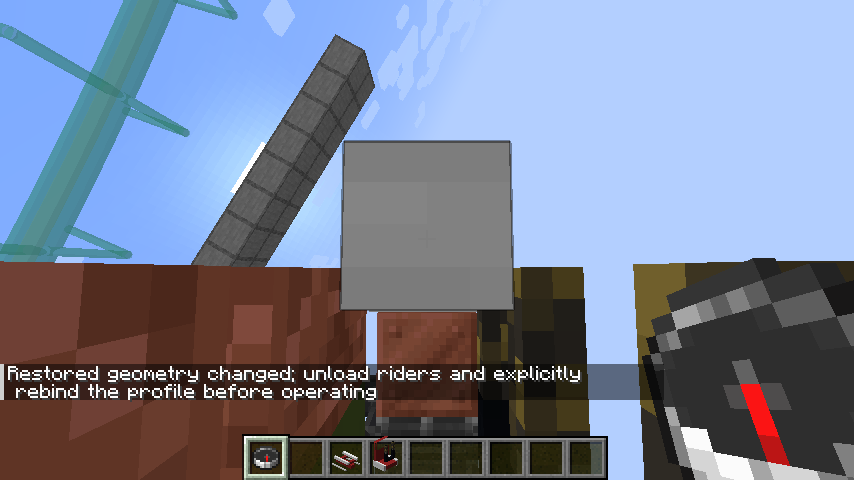 Restored geometry changed; unload riders and explicitly
rebind the profile before operating